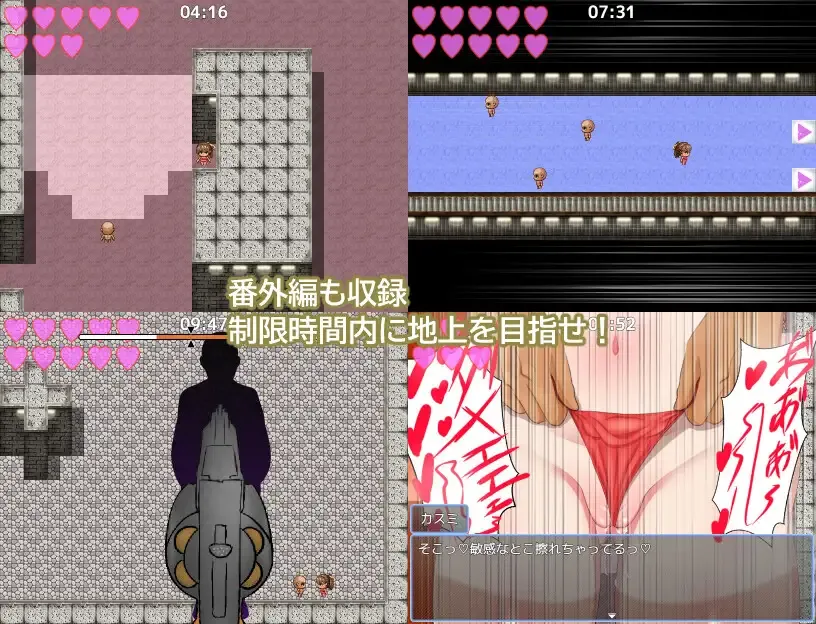 04:16
07:31
番外編も収録
制限時間内に地上を目指せ！
09:47
:52
カスミ
そこっ♡敏感なとこ擦れちゃってるっ♡